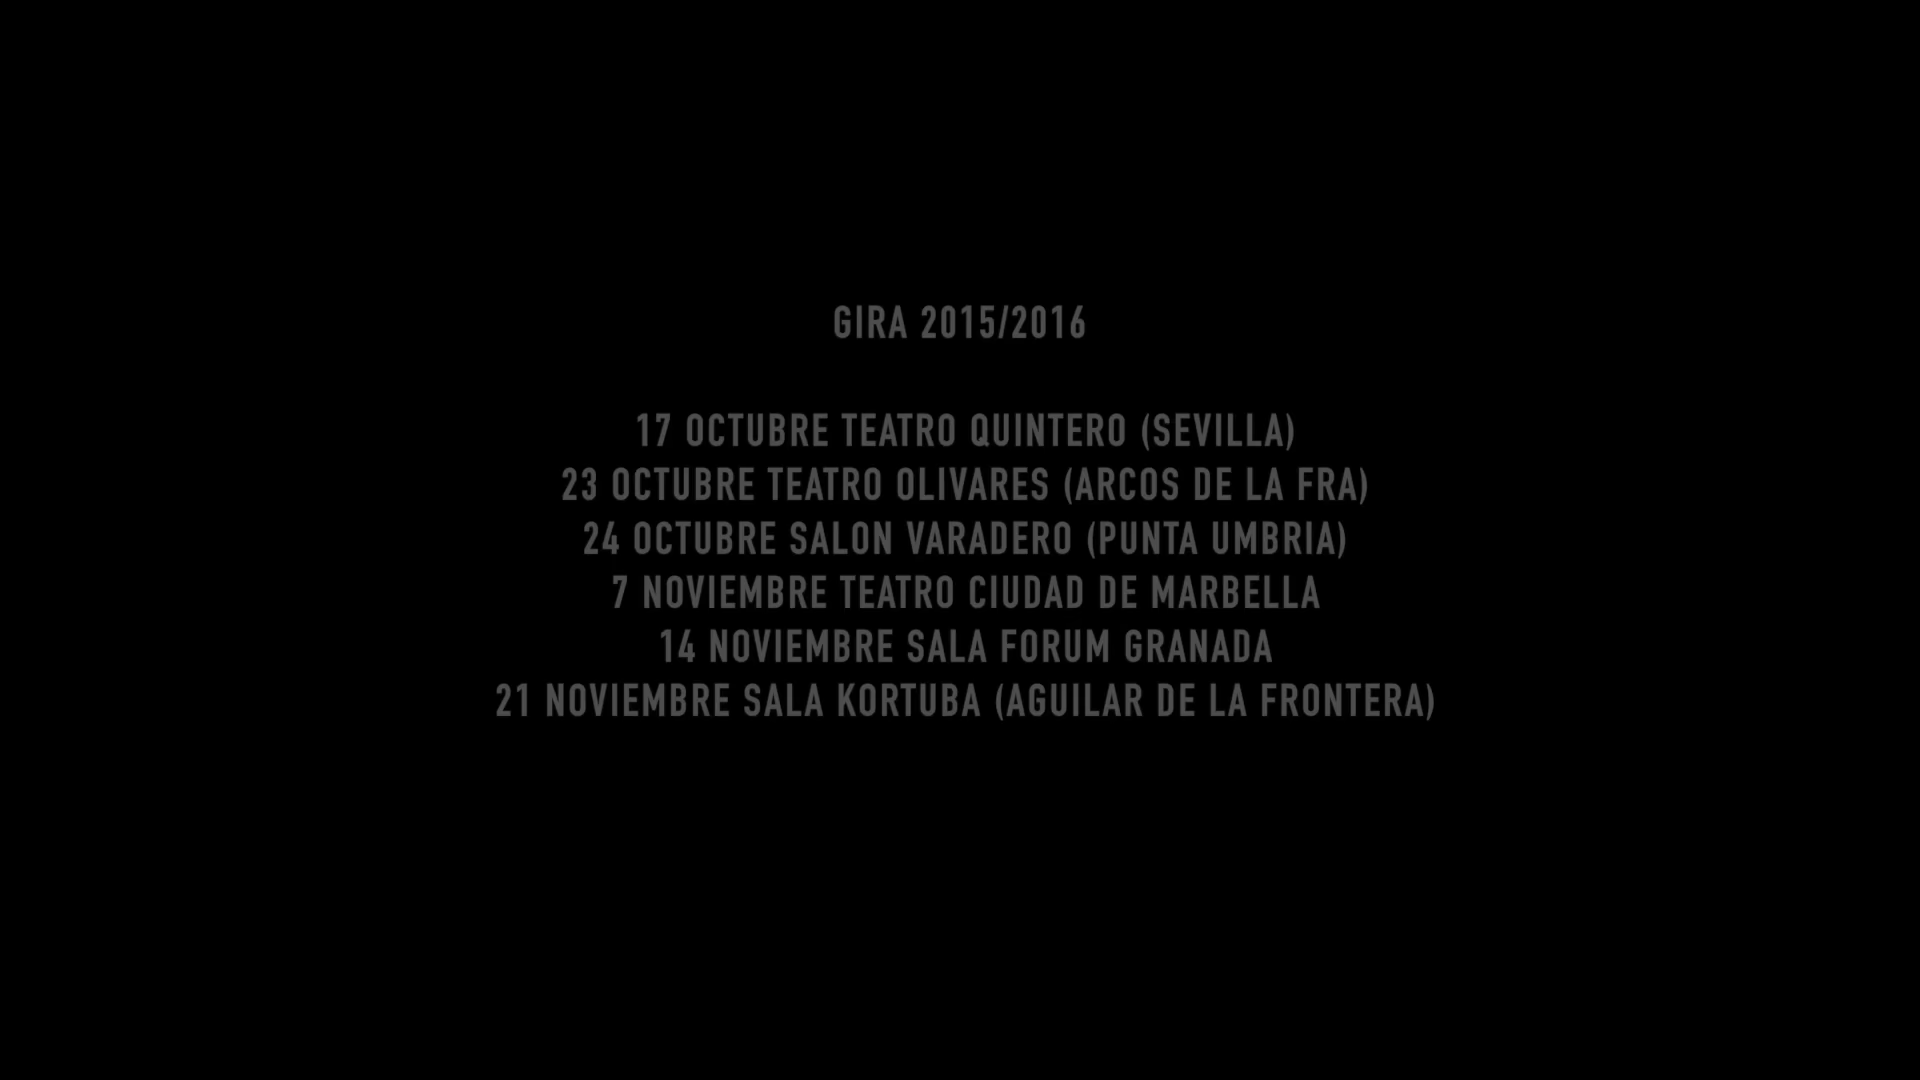 GIRA 2015/2016
17 OCTUBRE TEATRO QUINTERO (SEVILLA)
23 OCTUBRE TEATRO OLIVARES (ARCOS DE LA FRA)
24 OCTUBRE SALON VARADERO (PUNTA UMBRIA)
7 NOVIEMBRE TEATRO CIUDAD DE MARBELLA
14 NOVIEMBRE SALA FORUM GRANADA
21 NOVIEMBRE SALA KORTUBA (AGUILAR DE LA FRONTERA)